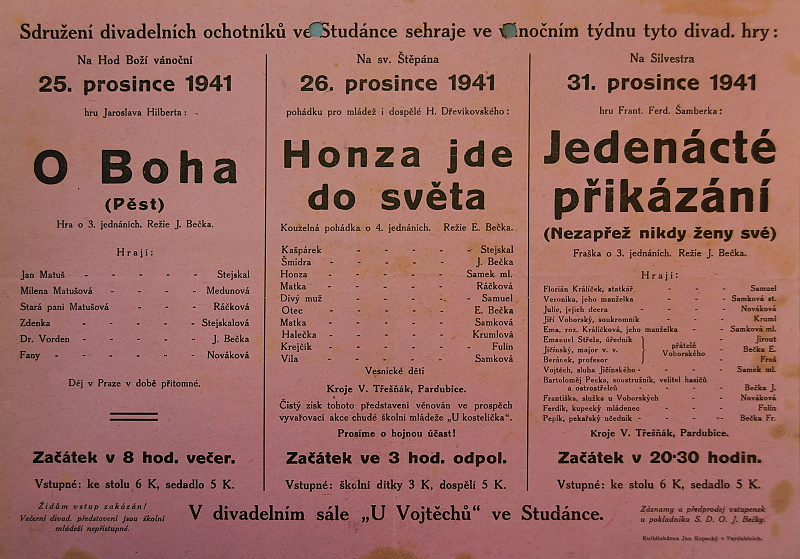 Sdružení divadelních ochotníků ve Studánce sehraje ve vánočním týdnu tyto divad. hry:
Na Hod Boží vánoční
25. prosince 1941
hru Jaroslava Hilberta: -
O Boha
(Pěst)
Hra o 3. jednáních. Režie J. Bečka.
Hrají:
Jan Matuš - - - - - Stejskal
Milena Matušová - - - - Medunová
Stará pani Matušová - - - Ráčková
Zdenka - - - - - Stejskalová
Dr. Vorden - - - - - J. Bečka
Fany - - - - - Nováková
Děj v Praze v době přítomné.
Začátek v 8 hod. večer.
Vstupné: ke stolu 6 K, sedadlo 5 K.
Na sv. Štěpána
26. prosince 1941
pohádku pro mládež i dospělé H. Dřevikovského:
Honza jde
do světa
Kouzelná pohádka o 4. jednáních. Režie E. Bečka.
Kašpárek - - - - - Stejskal
Šmidra - - - - - J. Bečka
Honza - - - - - Samek ml.
Matka - - - - - Ráčková
Divý muž - - - - - Samuel
Otec - - - - - E. Bečka
Matka - - - - - Samková
Halečka - - - - - Krumlová
Krejčík - - - - - Fulín
Víla - - - - - Samková
Vesnické děti
Kroje V. Třešňák, Pardubice.
Čistý zisk tohoto představení věnován ve prospěch
vyvařovací akce chudé školní mládeže „U kostelíčka“.
Prosíme o hojnou účast!
Začátek ve 3 hod. odpol.
Vstupné: školní dítky 3 K, dospělí 5 K.
Na Silvestra
31. prosince 1941
hru Frant. Ferd. Šamberka:
Jedenácté
přikázání
(Nezapřež nikdy ženy své)
Fraška o 3. jednáních. Režie J. Bečka.
Hrají:
Florián Králíček, statkář - - - Samuel
Veronika, jeho manželka - - - Samková st.
Julie, jejich dcera - - - Nováková
Jiří Voborský, soukromník - - - Kruml
Ema, roz. Králíčková, jeho manželka - - Samková ml.
Emanuel Střela, úředník - - Jirout
Jičínský, major v. v. } přátelé Voborského - - Bečka E.
Beránek, profesor - - Froš
Vojtěch, sluha Jičínského - - - Samek ml.
Bartoloměj Pecka, soustružník, velitel hasičů
a ostrostřelců - - - - Bečka J.
Františka, služka u Voborských - - Nováková
Ferdík, kupecký mládenec - - - Fulín
Pepík, pekařský učedník - - - Bečka Fr.
Kroje V. Třešňák, Pardubice.
Začátek v 20·30 hodin.
Vstupné: ke stolu 6 K, sedadlo 5 K.
Židům vstup zakázán!
Večerní divad. představení jsou školní
mládeži nepřístupné.
V divadelním sále „U Vojtěchů“ ve Studánce.
Záznamy a předprodej vstupenek
u pokladníka S. D. O. J. Bečky.
Knihtiskárna Jan Kopecký v Pardubicích.